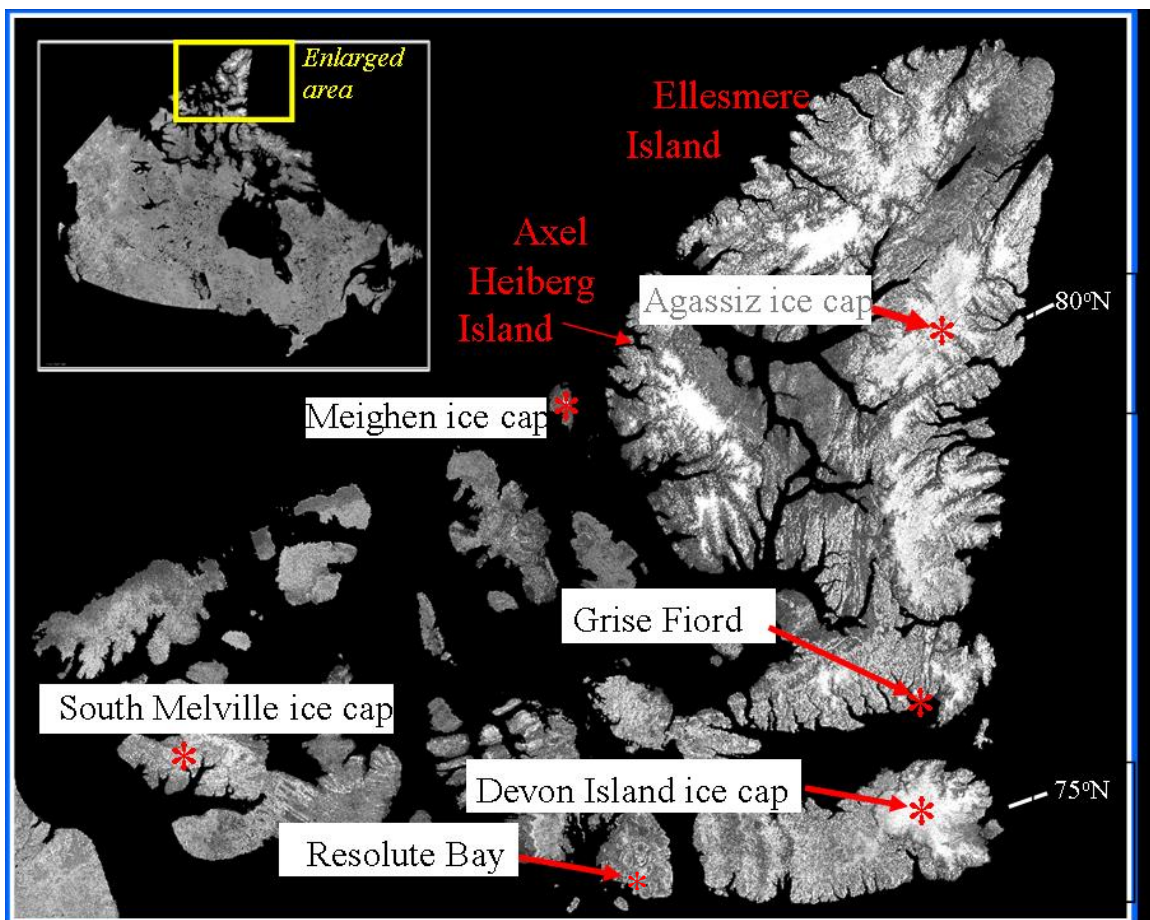 Enlarged
area
Ellesmere
Island
Axel
Heiberg
Island
Agassiz ice cap
80°N
Meighen ice cap
Grise Fiord
South Melville ice cap
Devon Island ice cap
75°N
Resolute Bay